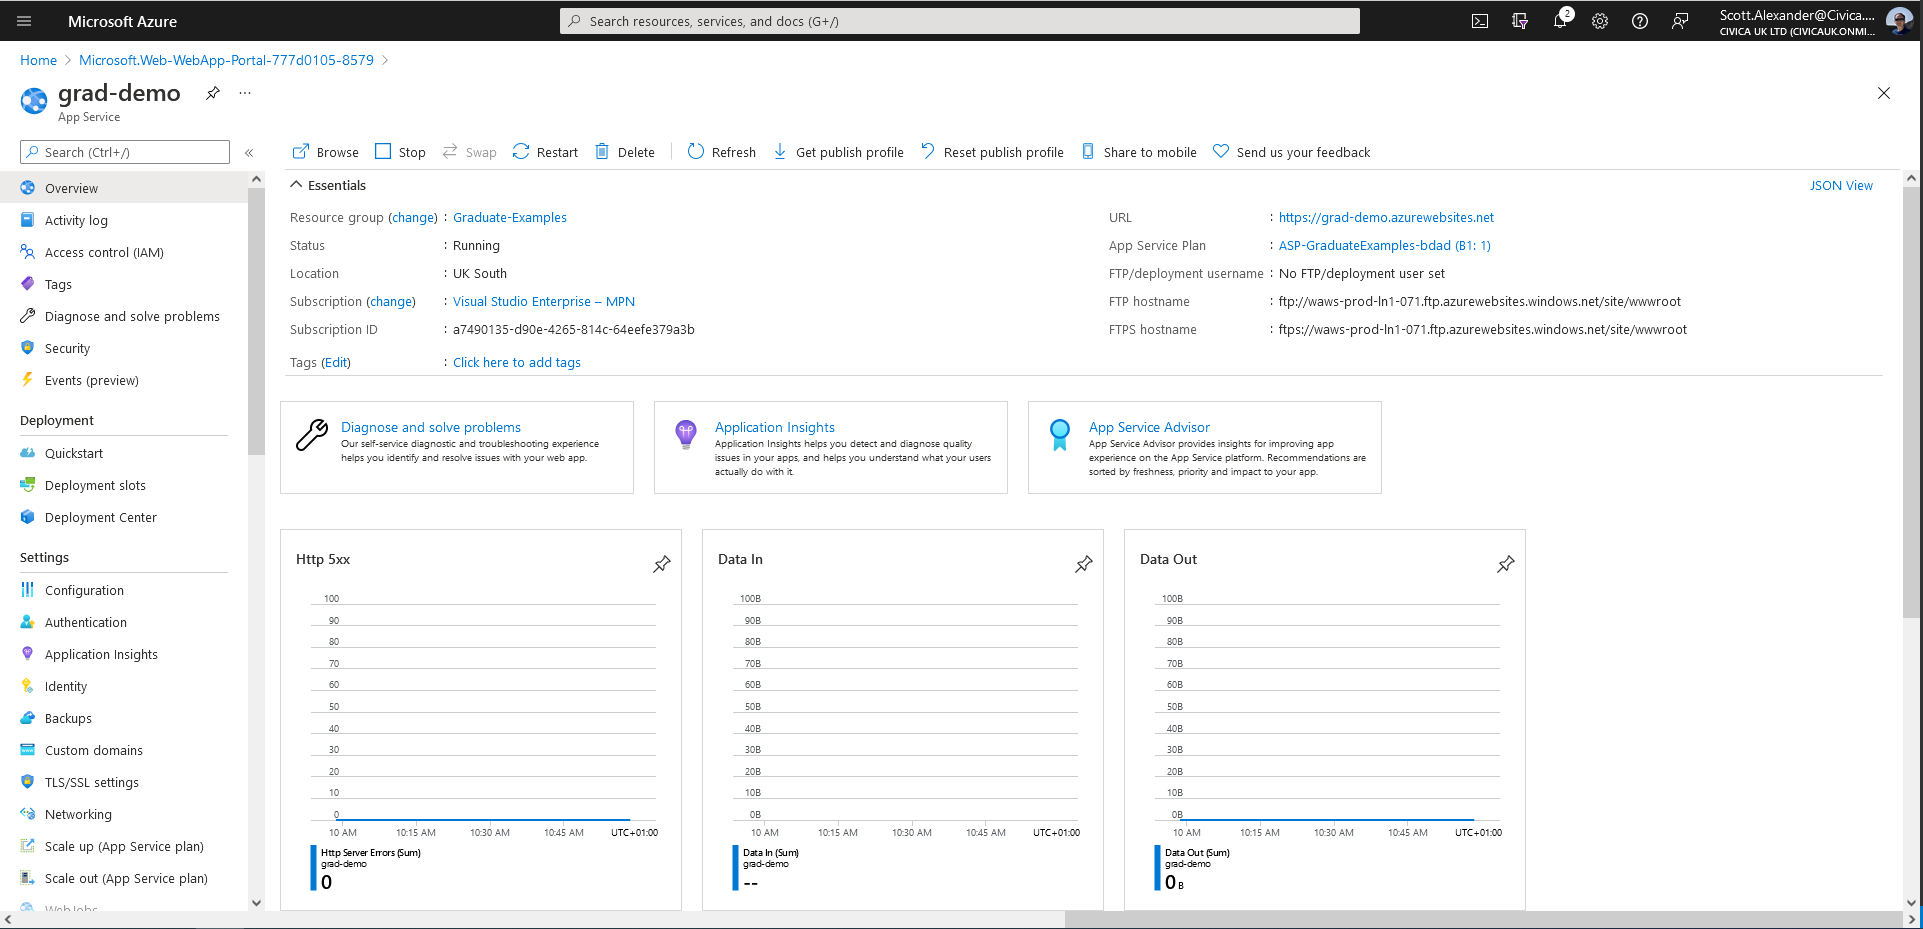 Microsoft Azure
Search resources, services, and docs (G+/)
2
Scott.Alexander@Civica....
CIVICA UK LTD (CIVICAUK.ONMI...
Home > Microsoft.Web-WebApp-Portal-777d0105-8579 >
grad-demo
...
App Service
Search (Ctrl+/)
«
Overview
Activity log
Access control (IAM)
Tags
Diagnose and solve problems
Security
Events (preview)
Deployment
Quickstart
Deployment slots
Deployment Center
Settings
Configuration
Authentication
Application Insights
Identity
Backups
Custom domains
TLS/SSL settings
Networking
Scale up (App Service plan)
Scale out (App Service plan)
WebJobs
Browse Stop Swap Restart Delete Refresh Get publish profile Reset publish profile Share to mobile Send us your feedback
Essentials
JSON View
Resource group (change) : Graduate-Examples
Status : Running
Location : UK South
Subscription (change) : Visual Studio Enterprise – MPN
Subscription ID : a7490135-d90e-4265-814c-64eefe379a3b
Tags (Edit) : Click here to add tags
URL : https://grad-demo.azurewebsites.net
App Service Plan : ASP-GraduateExamples-bdad (B1: 1)
FTP/deployment username : No FTP/deployment user set
FTP hostname : ftp://waws-prod-ln1-071.ftp.azurewebsites.windows.net/site/wwwroot
FTPS hostname : ftps://waws-prod-ln1-071.ftp.azurewebsites.windows.net/site/wwwroot
Diagnose and solve problems
Our self-service diagnostic and troubleshooting experience
helps you identify and resolve issues with your web app.
Application Insights
Application Insights helps you detect and diagnose quality
issues in your apps, and helps you understand what your users
actually do with it.
App Service Advisor
App Service Advisor provides insights for improving app
experience on the App Service platform. Recommendations are
sorted by freshness, priority and impact to your app.
Http 5xx
100
90
80
70
60
50
40
30
20
10
0
10 AM 10:15 AM 10:30 AM 10:45 AM UTC+01:00
Http Server Errors (Sum)
grad-demo
0
Data In
100B
90B
80B
70B
60B
50B
40B
30B
20B
10B
0B
10 AM 10:15 AM 10:30 AM 10:45 AM UTC+01:00
Data In (Sum)
grad-demo
--
Data Out
100B
90B
80B
70B
60B
50B
40B
30B
20B
10B
0B
10 AM 10:15 AM 10:30 AM 10:45 AM UTC+01:00
Data Out (Sum)
grad-demo
0 B